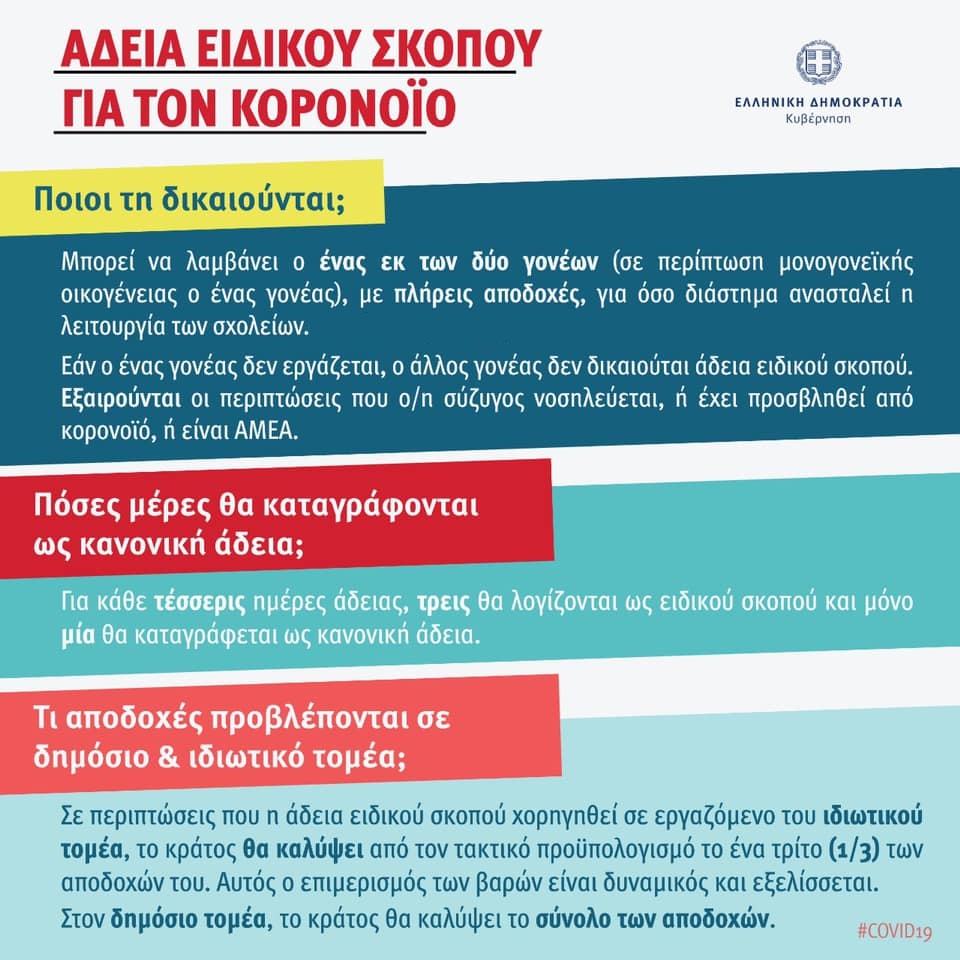 ΑΔΕΙΑ ΕΙΔΙΚΟΥ ΣΚΟΠΟΥ
ΓΙΑ ΤΟΝ ΚΟΡΟΝΟΪΟ
ΕΛΛΗΝΙΚΗ ΔΗΜΟΚΡΑΤΙΑ
Κυβέρνηση
Ποιοι τη δικαιούνται;
Μπορεί να λαμβάνει ο ένας εκ των δύο γονέων (σε περίπτωση μονογονεϊκής
οικογένειας ο ένας γονέας), με πλήρεις αποδοχές, για όσο διάστημα ανασταλεί η
λειτουργία των σχολείων.
Εάν ο ένας γονέας δεν εργάζεται, ο άλλος γονέας δεν δικαιούται άδεια ειδικού σκοπού.
Εξαιρούνται οι περιπτώσεις που ο/η σύζυγος νοσηλεύεται, ή έχει προσβληθεί από
κορονοϊό, ή είναι ΑΜΕΑ.
Πόσες μέρες θα καταγράφονται
ως κανονική άδεια;
Για κάθε τέσσερις ημέρες άδειας, τρεις θα λογίζονται ως ειδικού σκοπού και μόνο
μία θα καταγράφεται ως κανονική άδεια.
Τι αποδοχές προβλέπονται σε
δημόσιο & ιδιωτικό τομέα;
Σε περιπτώσεις που η άδεια ειδικού σκοπού χορηγηθεί σε εργαζόμενο του ιδιωτικού
τομέα, το κράτος θα καλύψει από τον τακτικό προϋπολογισμό το ένα τρίτο (1/3) των
αποδοχών του. Αυτός ο επιμερισμός των βαρών είναι δυναμικός και εξελίσσεται.
Στον δημόσιο τομέα, το κράτος θα καλύψει το σύνολο των αποδοχών.
#COVID19